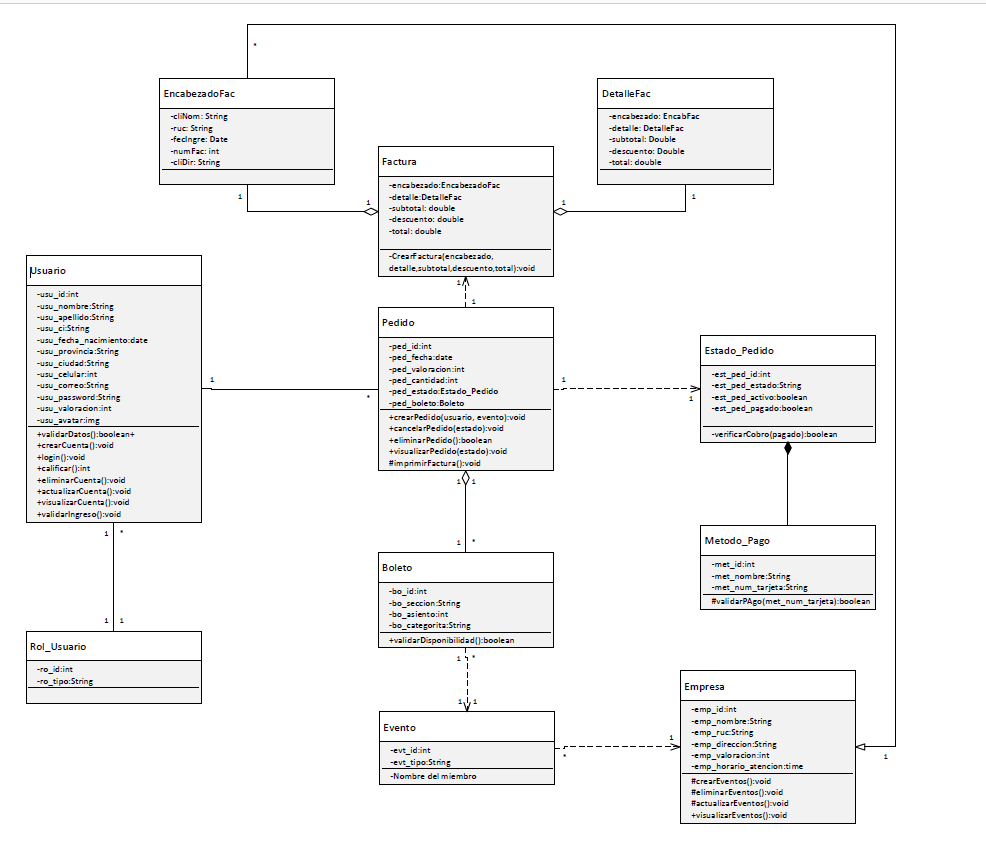 *
EncabezadoFac
-cliNom: String
-ruc: String
-fecIngre: Date
-numFac: int
-cliDir: String
1
DetalleFac
-encabezado: EncabFac
-detalle: DetalleFac
-subtotal: Double
-descuento: Double
-total: double
1
Factura
-encabezado:EncabezadoFac
-detalle:DetalleFac
-subtotal: double
-descuento: double
-total: double
-CrearFactura(encabezado,
detalle,subtotal,descuento,total):void
1
1
1
1
Usuario
-usu_id:int
-usu_nombre:String
-usu_apellido:String
-usu_ci:String
-usu_fecha_nacimiento:date
-usu_provincia:String
-usu_ciudad:String
-usu_celular:int
-usu_correo:String
-usu_password:String
-usu_valoracion:int
-usu_avatar:img
+validarDatos():boolean+
+crearCuenta():void
+login():void
+calificar():int
+eliminarCuenta():void
+actualizarCuenta():void
+visualizarCuenta():void
+validarIngreso():void
1
*
Pedido
-ped_id:int
-ped_fecha:date
-ped_valoracion:int
-ped_cantidad:int
-ped_estado:Estado_Pedido
-ped_boleto:Boleto
+crearPedido(usuario, evento):void
+cancelarPedido(estado):void
+eliminarPedido():boolean
+visualizarPedido(estado):void
#imprimirFactura():void
1
1
Estado_Pedido
-est_ped_id:int
-est_ped_estado:String
-est_ped_activo:boolean
-est_ped_pagado:boolean
-verificarCobro(pagado):boolean
Metodo_Pago
-met_id:int
-met_nombre:String
-met_num_tarjeta:String
#validarPAgo(met_num_tarjeta):boolean
1 1
1 *
Boleto
-bo_id:int
-bo_seccion:String
-bo_asiento:int
-bo_categorita:String
+validarDisponibilidad():boolean
1 *
1 1
1 *
1 1
Rol_Usuario
-ro_id:int
-ro_tipo:String
Evento
-evt_id:int
-evt_tipo:String
-Nombre del miembro
*
1
Empresa
-emp_id:int
-emp_nombre:String
-emp_ruc:String
-emp_direccion:String
-emp_valoracion:int
-emp_horario_atencion:time
#crearEventos():void
#eliminarEventos():void
#actualizarEventos():void
+visualizarEventos():void
1